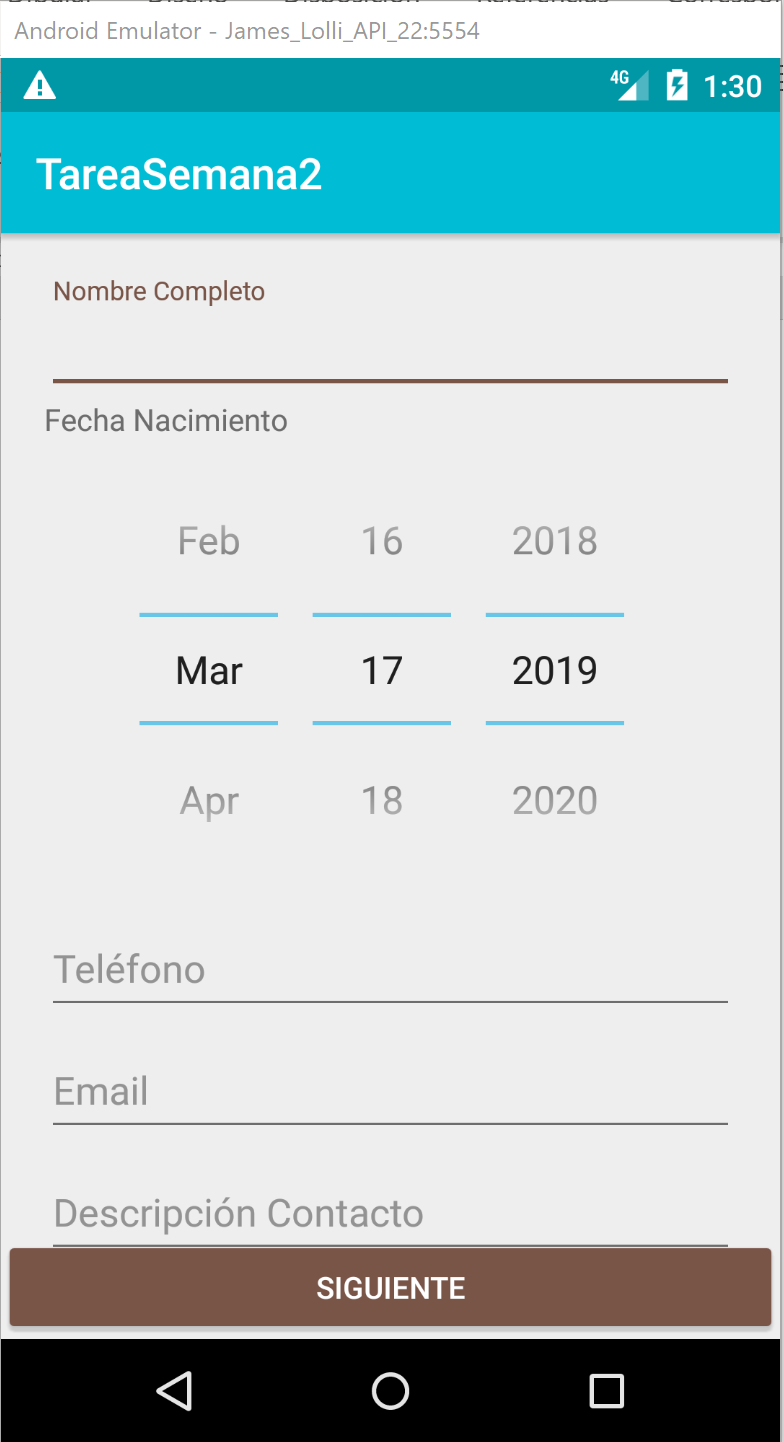 Android Emulator - James_Lolli_API_22:5554
4G 1:30
TareaSemana2
Nombre Completo
Fecha Nacimiento
Feb 16 2018
Mar 17 2019
Apr 18 2020
Teléfono
Email
Descripción Contacto
SIGUIENTE